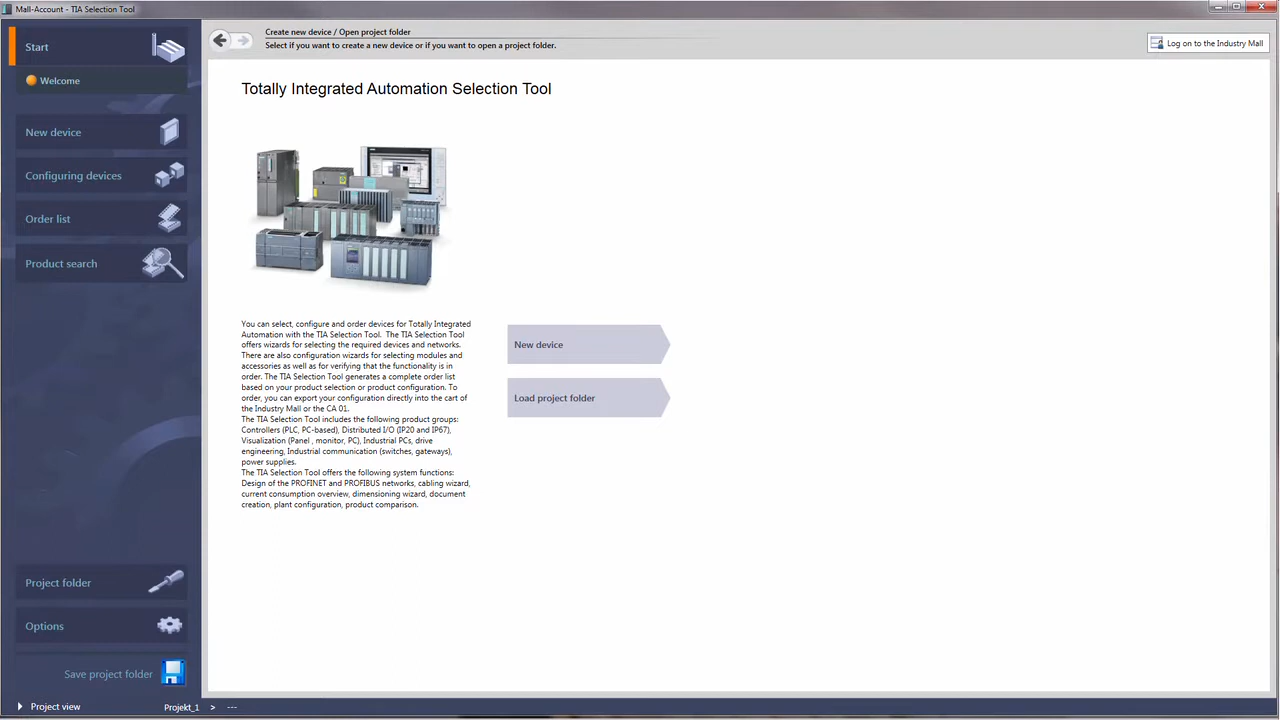 Mall-Account - TIA Selection Tool
Start
Welcome
New device
Configuring devices
Order list
Product search
Project folder
Options
Save project folder
Project view
Projekt_1 > ---
Create new device / Open project folder
Select if you want to create a new device or if you want to open a project folder.
Log on to the Industry Mall
Totally Integrated Automation Selection Tool
You can select, configure and order devices for Totally Integrated
Automation with the TIA Selection Tool. The TIA Selection Tool
offers wizards for selecting the required devices and networks.
There are also configuration wizards for selecting modules and
accessories as well as for verifying that the functionality is in
order. The TIA Selection Tool generates a complete order list
based on your product selection or product configuration. To
order, you can export your configuration directly into the cart of
the Industry Mall or the CA 01.
The TIA Selection Tool includes the following product groups:
Controllers (PLC, PC-based), Distributed I/O (IP20 and IP67),
Visualization (Panel , monitor, PC), Industrial PCs, drive
engineering, Industrial communication (switches, gateways),
power supplies.
The TIA Selection Tool offers the following system functions:
Design of the PROFINET and PROFIBUS networks, cabling wizard,
current consumption overview, dimensioning wizard, document
creation, plant configuration, product comparison.
New device
Load project folder